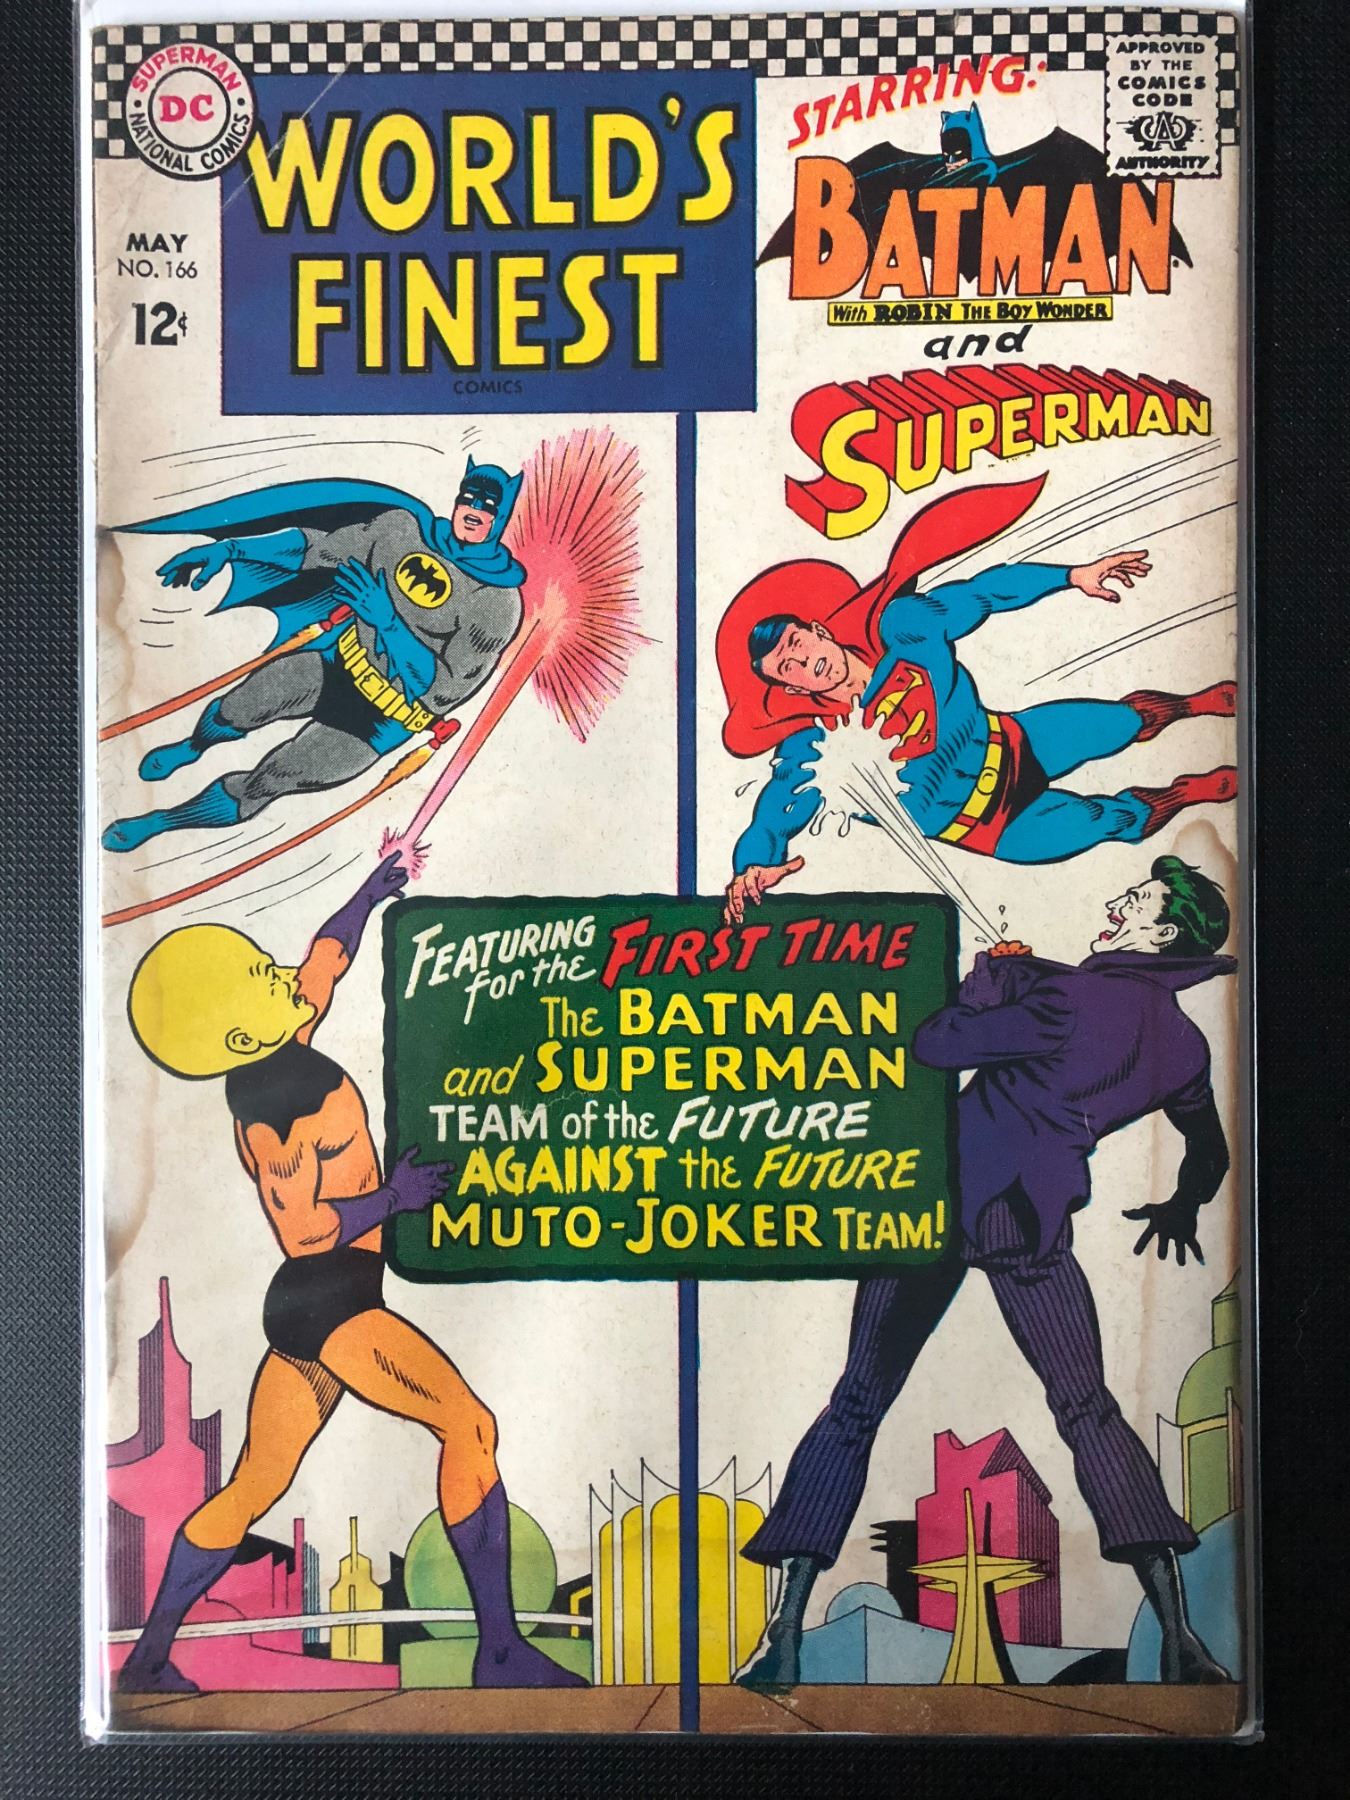 SUPERMAN
DC
NATIONAL COMICS
WORLD'S
FINEST
COMICS
MAY
NO. 166
12¢
STARRING:
BATMAN
With ROBIN THE BOY WONDER
and
SUPERMAN
APPROVED
BY THE
COMICS
CODE
CA
AUTHORITY
FEATURING
for the FIRST TIME
The BATMAN
and SUPERMAN
TEAM of the FUTURE
AGAINST the FUTURE
MUTO-JOKER TEAM!